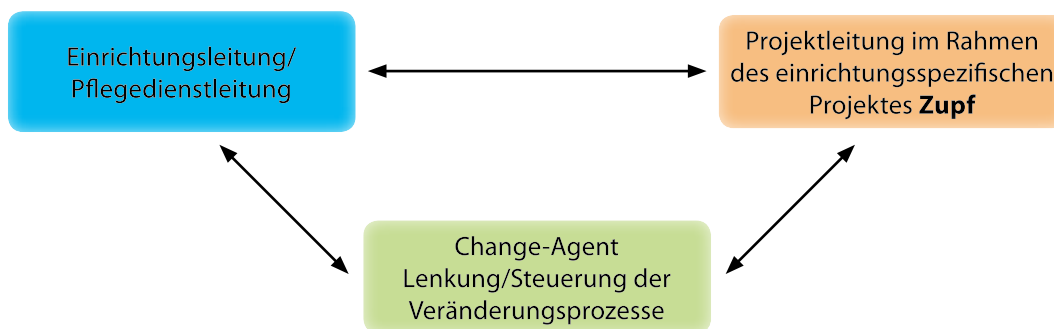 Einrichtungsleitung/
Pflegedienstleitung
Projektleitung im Rahmen
des einrichtungsspezifischen
Projektes Zupf
Change-Agent
Lenkung/Steuerung der
Veränderungsprozesse